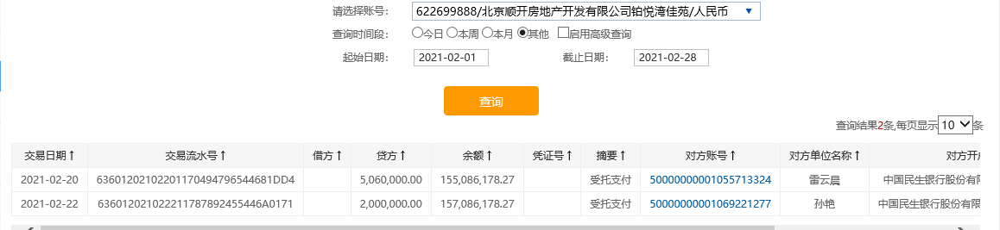 请选择账号： 622699888/北京顺开房地产开发有限公司铂悦湾佳苑/人民币
查询时间段： 今日 本周 本月 其他 启用高级查询
起始日期： 2021-02-01 截止日期： 2021-02-28
查询
查询结果2条,每页显示10条
交易日期↑ 交易流水号↑ 借方↑ 贷方↑ 余额↑ 凭证号↑ 摘要↑ 对方账号↑ 对方单位名称↑ 对方开
2021-02-20 6360120210220117049479654​4681DD4 5,060,000.00 155,086,178.27 受托支付 50000000001055713324 雷云晨 中国民生银行股份有限
2021-02-22 6360120210222211787892455446A0171 2,000,000.00 157,086,178.27 受托支付 50000000001069221277 孙艳 中国民生银行股份有限